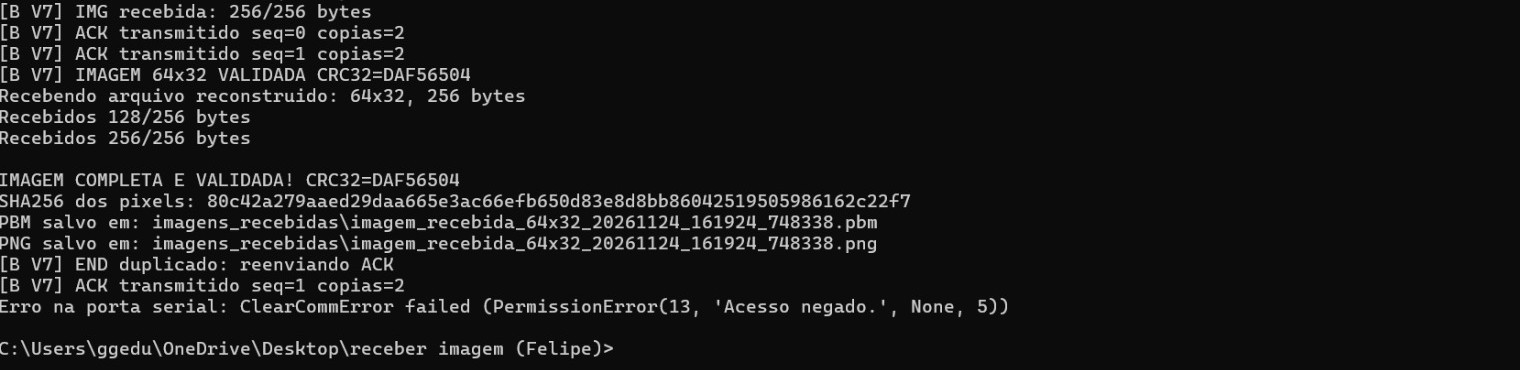 [B V7] IMG recebida: 256/256 bytes
[B V7] ACK transmitido seq=0 copias=2
[B V7] ACK transmitido seq=1 copias=2
[B V7] IMAGEM 64x32 VALIDADA CRC32=DAF56504
Recebendo arquivo reconstruido: 64x32, 256 bytes
Recebidos 128/256 bytes
Recebidos 256/256 bytes
IMAGEM COMPLETA E VALIDADA! CRC32=DAF56504
SHA256 dos pixels: 80c42a279aaed29daa665e3ac66efb650d83e8d8bb86042519505986162c22f7
PBM salvo em: imagens_recebidas\imagem_recebida_64x32_20261124_161924_748338.pbm
PNG salvo em: imagens_recebidas\imagem_recebida_64x32_20261124_161924_748338.png
[B V7] END duplicado: reenviando ACK
[B V7] ACK transmitido seq=1 copias=2
Erro na porta serial: ClearCommError failed (PermissionError(13, 'Acesso negado.', None, 5))
C:\Users\ggedu\OneDrive\Desktop\receber imagem (Felipe)>